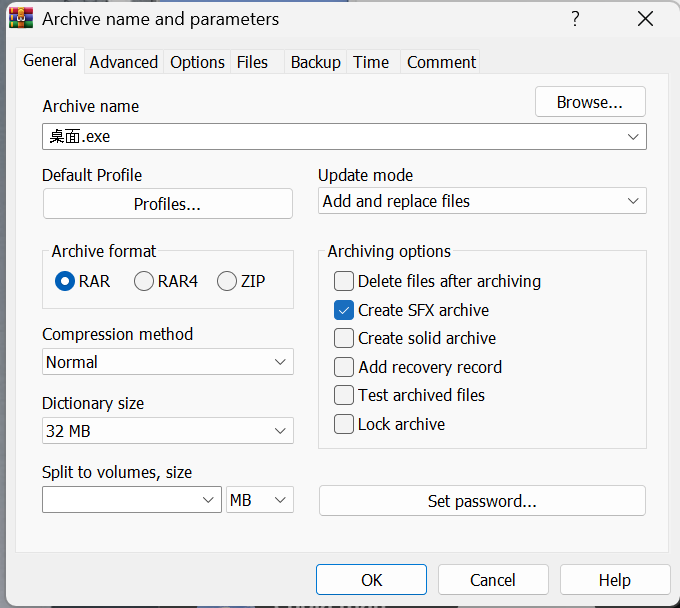 Archive name and parameters
?
General Advanced Options Files Backup Time Comment
Archive name
Browse...
桌面.exe
Default Profile
Profiles...
Update mode
Add and replace files
Archive format
RAR RAR4 ZIP
Compression method
Normal
Dictionary size
32 MB
Split to volumes, size
MB
Archiving options
Delete files after archiving
Create SFX archive
Create solid archive
Add recovery record
Test archived files
Lock archive
Set password...
OK Cancel Help